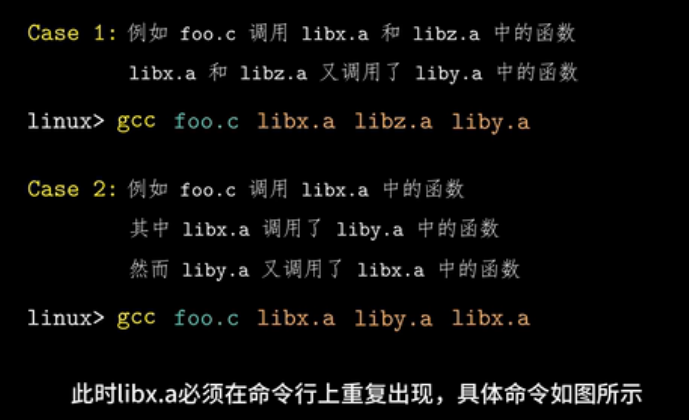 Case 1: 例如 foo.c 调用 libx.a 和 libz.a 中的函数
libx.a 和 libz.a 又调用了 liby.a 中的函数
linux> gcc foo.c libx.a libz.a liby.a
Case 2: 例如 foo.c 调用 libx.a 中的函数
其中 libx.a 调用了 liby.a 中的函数
然而 liby.a 又调用了 libx.a 中的函数
linux> gcc foo.c libx.a liby.a libx.a
此时libx.a必须在命令行上重复出现，具体命令如图所示